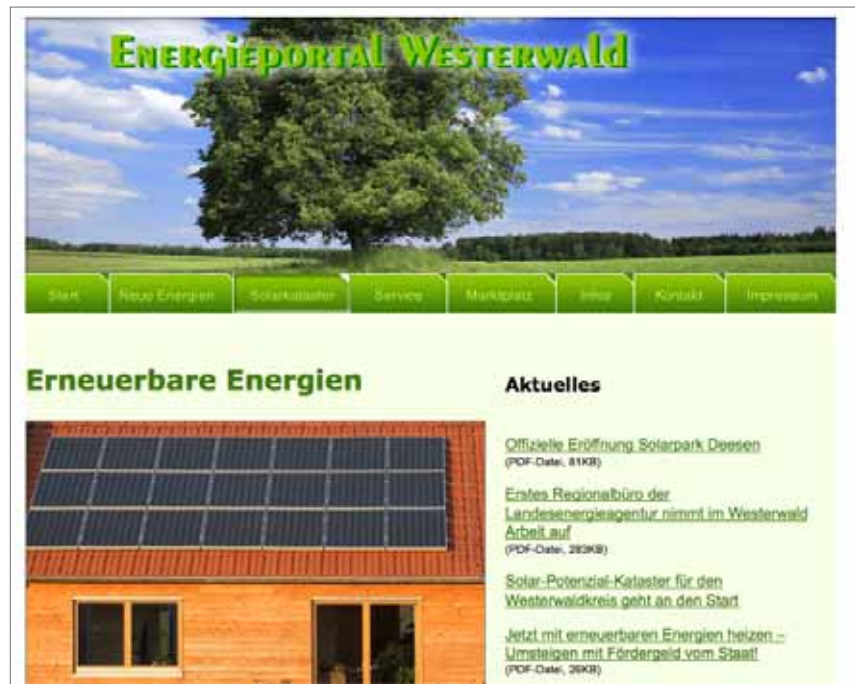 Energieportal Westerwald
Start Neue Energien Solarkataster Service Marktplatz Infos Kontakt Impressum
Erneuerbare Energien
Aktuelles
Offizielle Eröffnung Solarpark Deesen
(PDF-Datei, 81KB)
Erstes Regionalbüro der
Landesenergieagentur nimmt im Westerwald
Arbeit auf
(PDF-Datei, 283KB)
Solar-Potenzial-Kataster für den
Westerwaldkreis geht an den Start
Jetzt mit erneuerbaren Energien heizen –
Umsteigen mit Fördergeld vom Staat!
(PDF-Datei, 26KB)